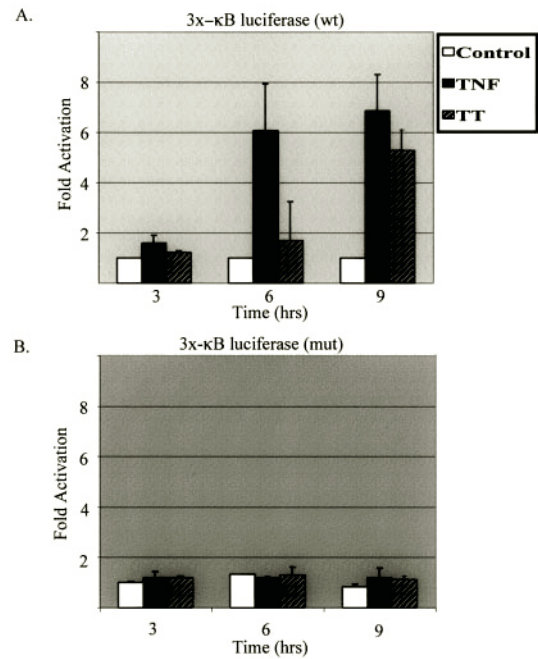 A.
3x–κB luciferase (wt)
Control
TNF
TT
8
6
4
2
Fold Activation
3
6
9
Time (hrs)
B.
3x-κB luciferase (mut)
8
6
4
2
Fold Activation
3
6
9
Time (hrs)